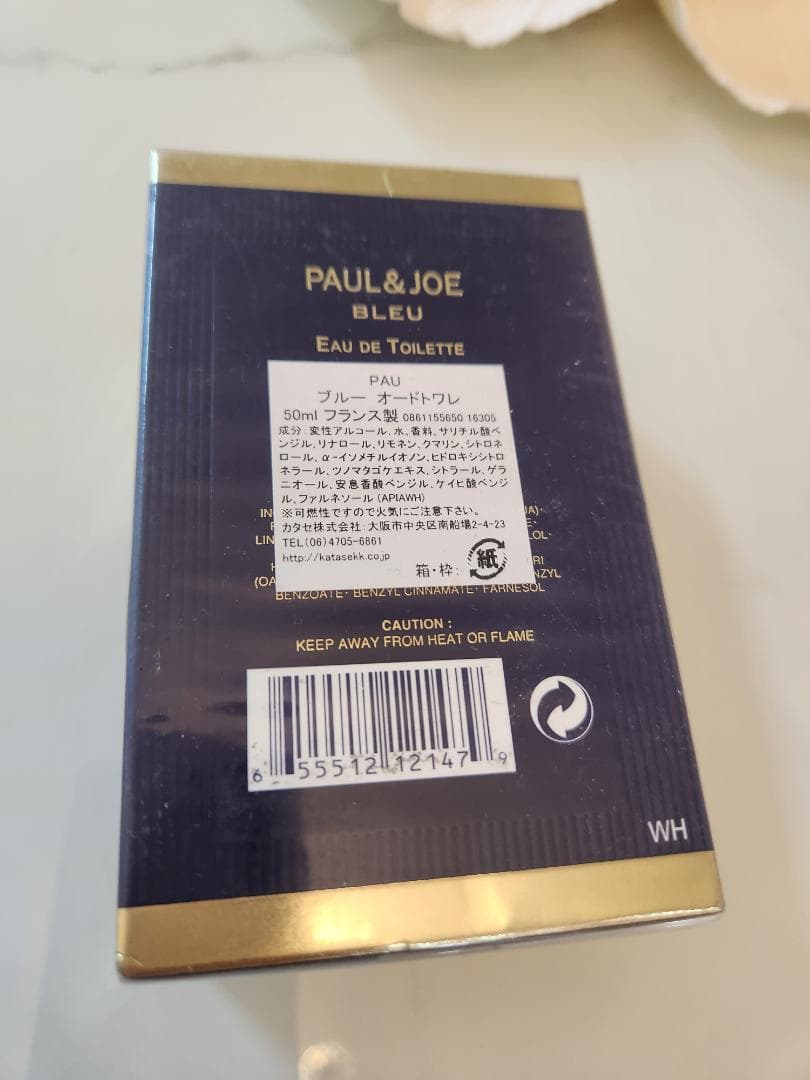 PAUL & JOE
BLEU
EAU DE TOILETTE
PAU
ブルー オードトワレ
50ml フランス製 0861155650 16305
成分：変性アルコール、水、香料、サリチル酸ベ
ンジル、リナロール、リモネン、クマリン、シトロネ
ロール、α-イソメチルイオノン、ヒドロキシシトロ
ネラール、ツノマタゴケエキス、シトラール、ゲラ
ニオール、安息香酸ベンジル、ケイヒ酸ベンジ
ル、ファルネソール (APIAWH)
※可燃性ですので火気にご注意下さい。
カタセ株式会社：大阪市中央区南船場2-4-23
TEL(06)4705-6861
http://katasekk.co.jp
箱・枠： 紙
BENZOATE· BENZYL CINNAMATE· FARNESOL
CAUTION :
KEEP AWAY FROM HEAT OR FLAME
6 55512 12147 9
WH